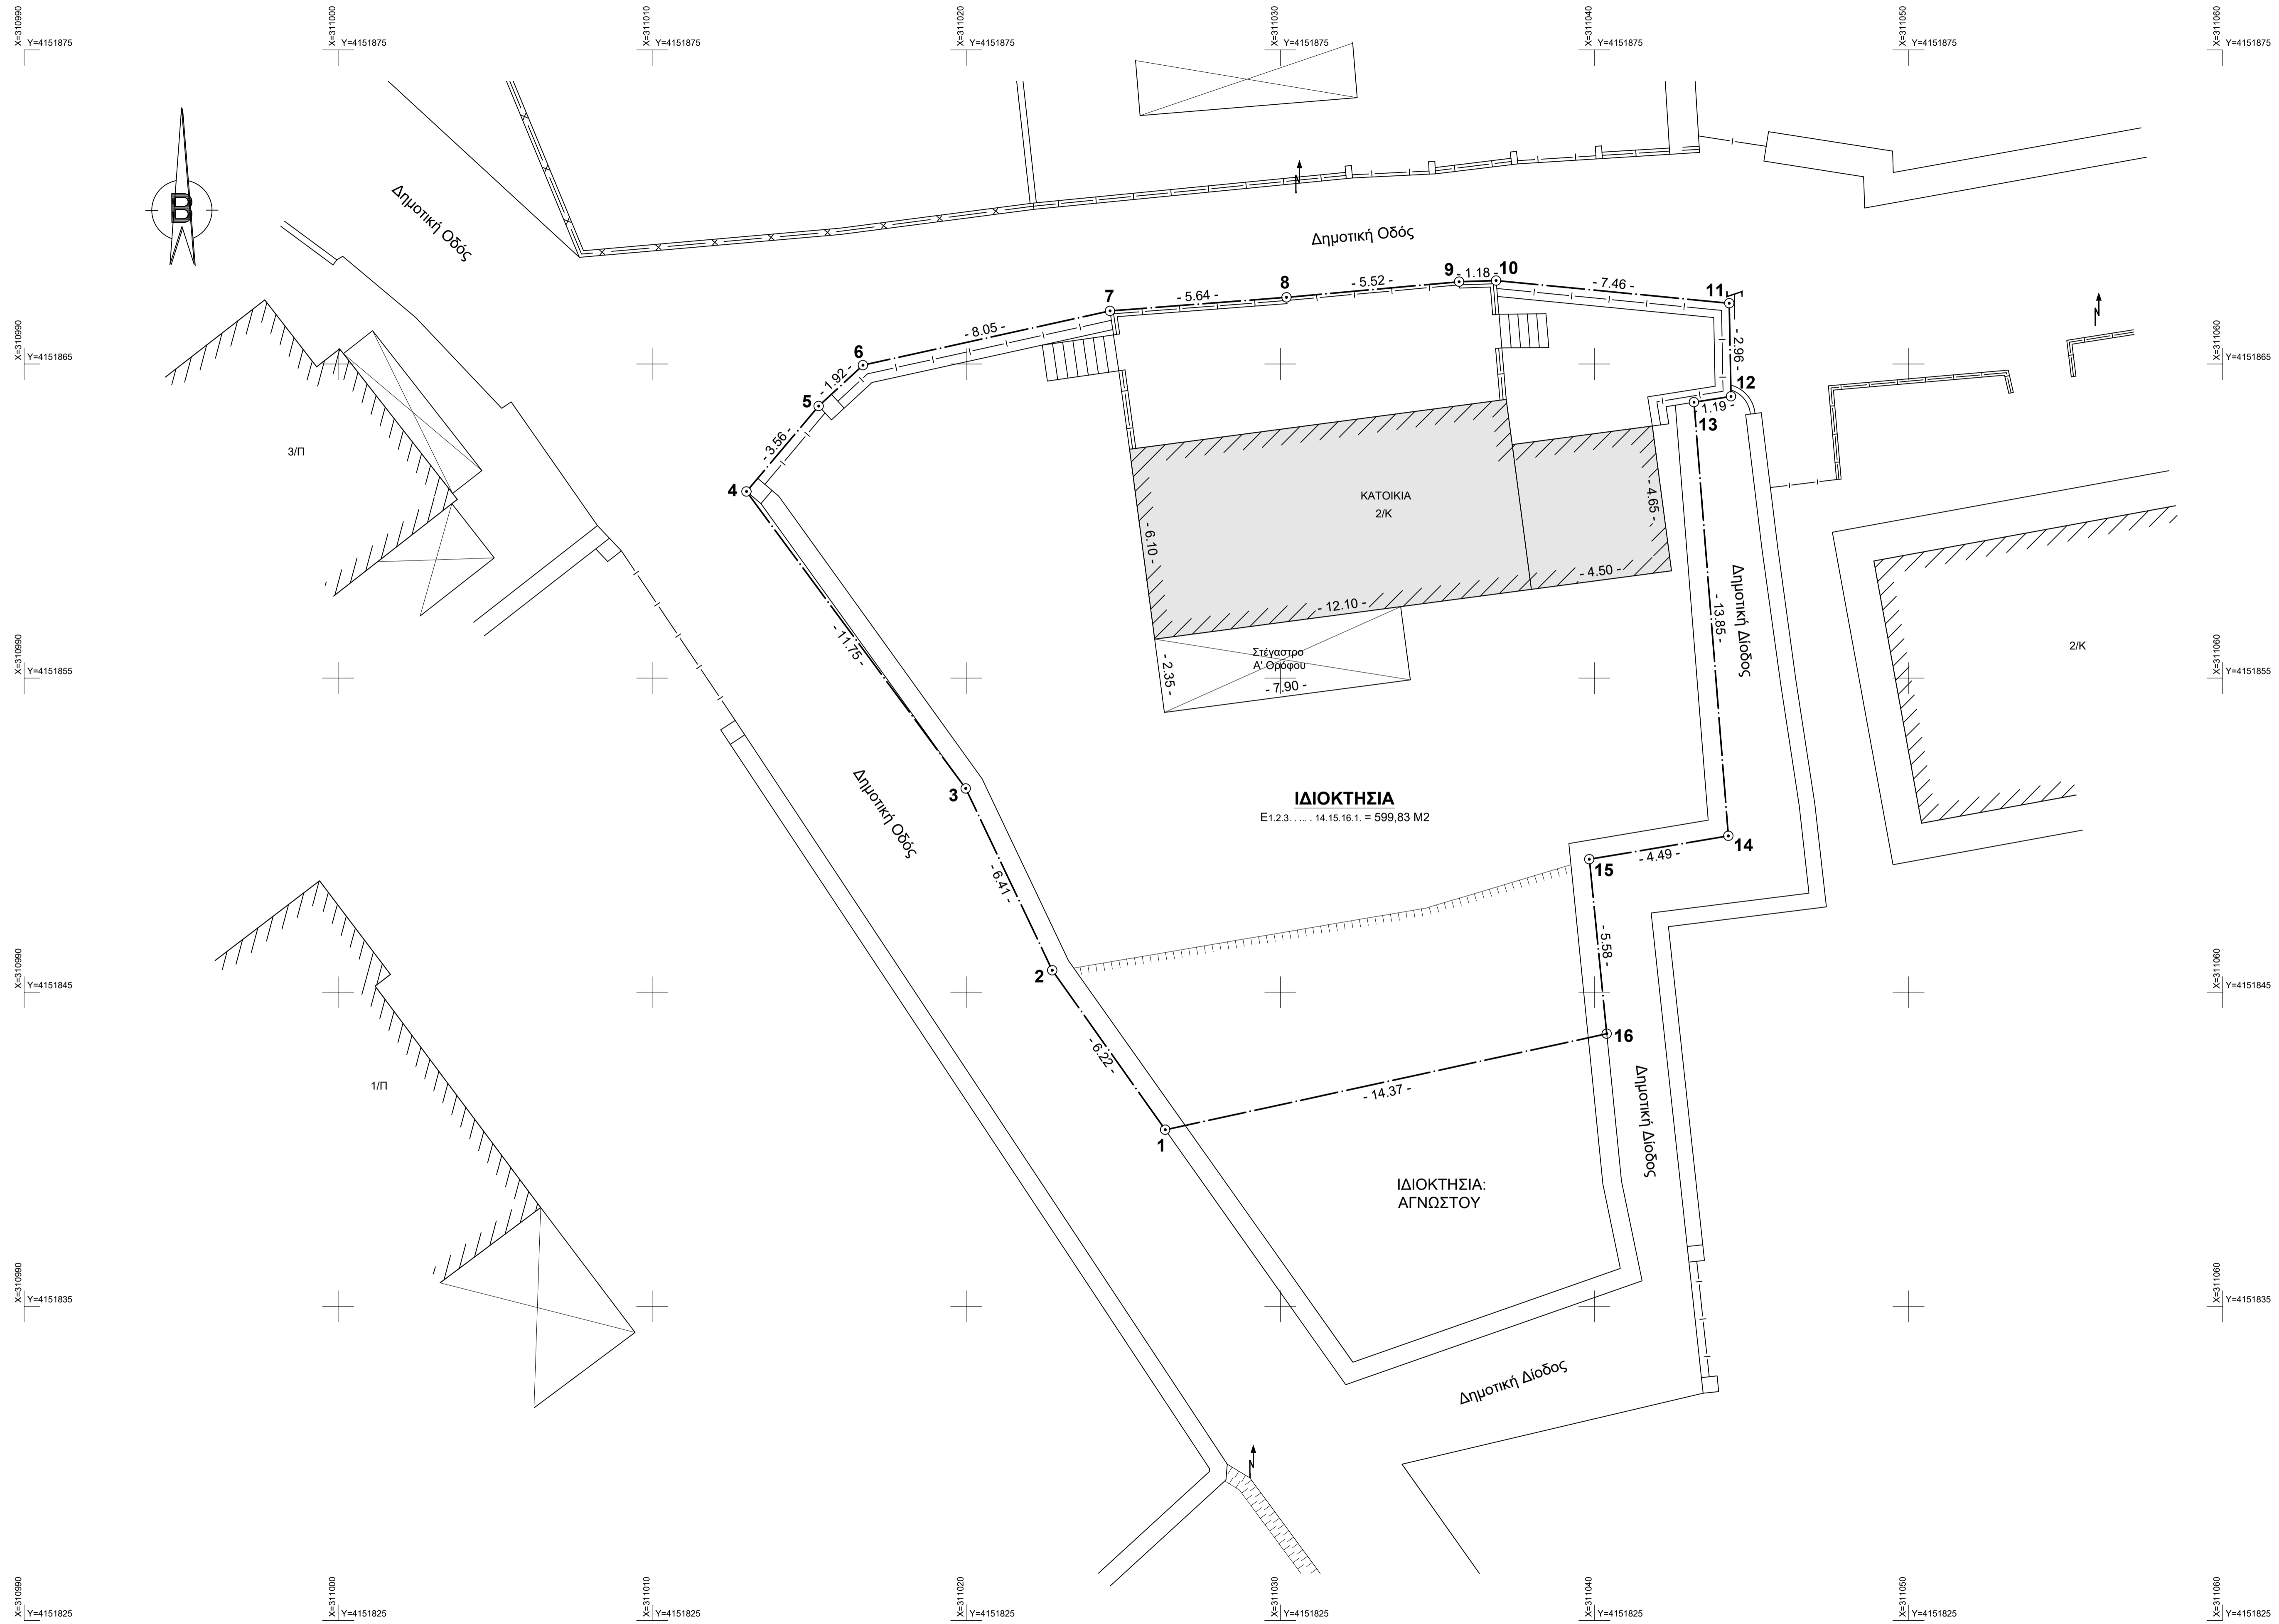 X=310990
Y=4151875
X=311000
Y=4151875
X=311010
Y=4151875
X=311020
Y=4151875
X=311030
Y=4151875
X=311040
Y=4151875
X=311050
Y=4151875
X=311060
Y=4151875
B
Δημοτική Οδός
Δημοτική Οδός
9
- 1.18 -
10
- 7.46 -
11
8
- 5.52 -
7
- 5.64 -
- 8.05 -
6
- 2.96 -
X=310990
Y=4151865
X=311060
Y=4151865
12
- 1.19 -
13
- 1.92 -
5
- 3.56 -
4
3/Π
ΚΑΤΟΙΚΙΑ
2/Κ
- 4.65 -
- 6.10 -
- 4.50 -
- 12.10 -
- 13.85 -
Δημοτική Δίοδος
- 11.75 -
Στέγαστρο
Α' Ορόφου
- 2.35 -
- 7.90 -
2/Κ
X=310990
Y=4151855
X=311060
Y=4151855
3
Δημοτική Οδός
ΙΔΙΟΚΤΗΣΙΑ
Ε1.2.3. . ... . 14.15.16.1. = 599,83 Μ2
14
- 4.49 -
15
- 6.41 -
- 5.58 -
2
X=310990
Y=4151845
X=311060
Y=4151845
16
- 6.22 -
1/Π
- 14.37 -
1
Δημοτική Δίοδος
ΙΔΙΟΚΤΗΣΙΑ:
ΑΓΝΩΣΤΟΥ
X=310990
Y=4151835
X=311060
Y=4151835
Δημοτική Δίοδος
X=310990
Y=4151825
X=311000
Y=4151825
X=311010
Y=4151825
X=311020
Y=4151825
X=311030
Y=4151825
X=311040
Y=4151825
X=311050
Y=4151825
X=311060
Y=4151825